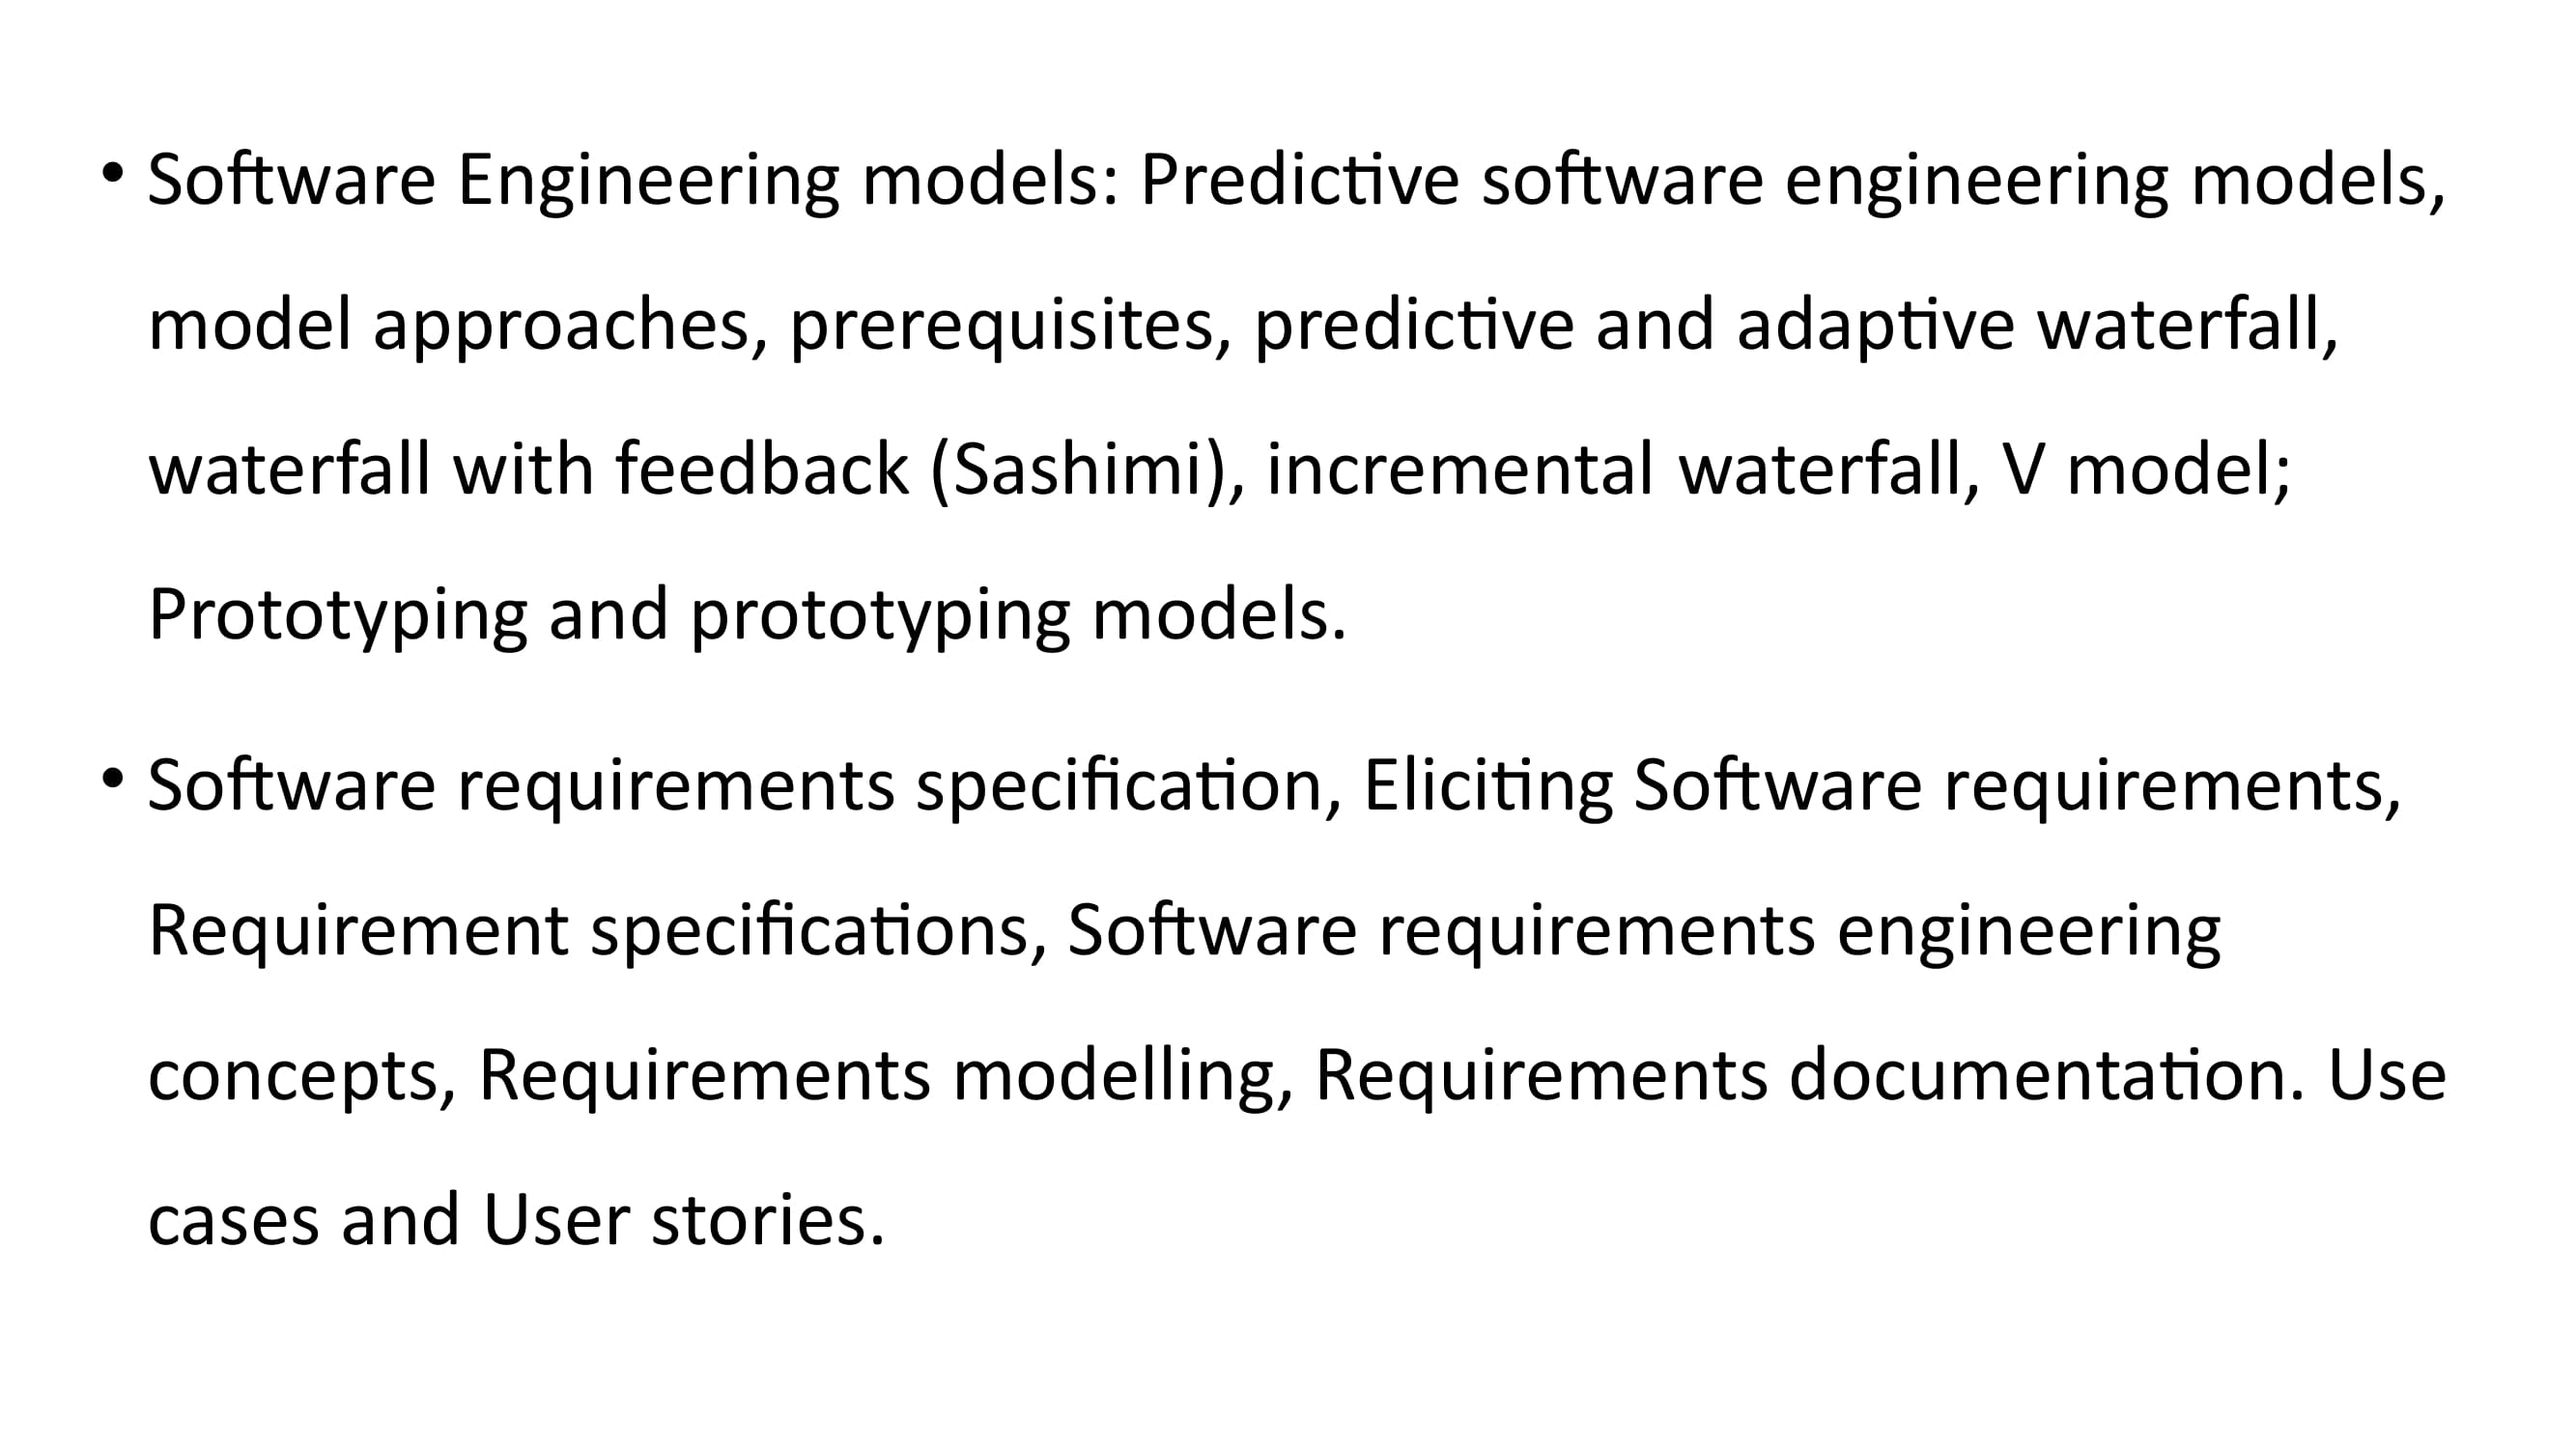 • Software Engineering models: Predictive software engineering models,
model approaches, prerequisites, predictive and adaptive waterfall,
waterfall with feedback (Sashimi), incremental waterfall, V model;
Prototyping and prototyping models.
• Software requirements specification, Eliciting Software requirements,
Requirement specifications, Software requirements engineering
concepts, Requirements modelling, Requirements documentation. Use
cases and User stories.